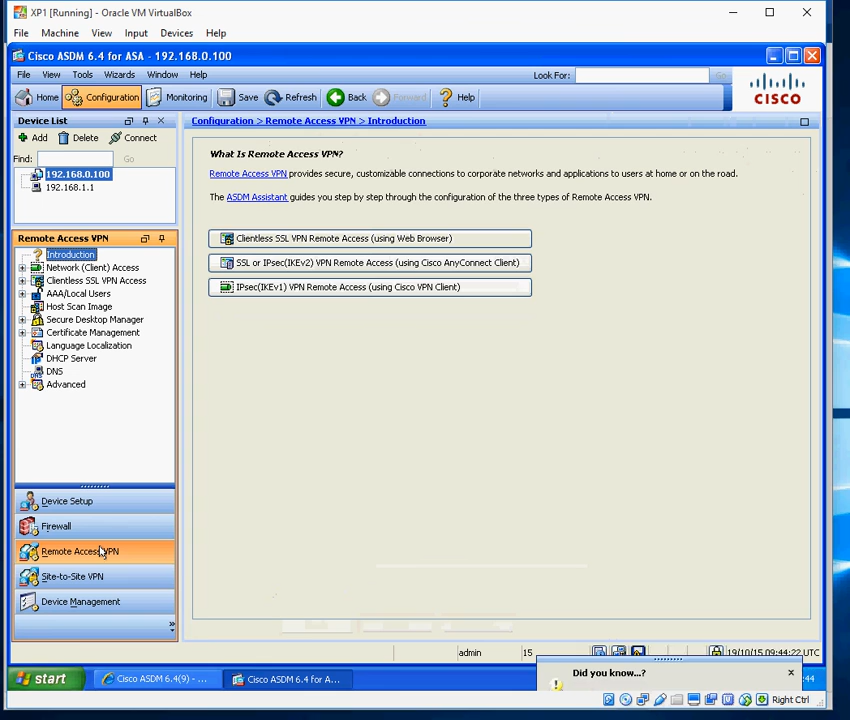 XP1 [Running] - Oracle VM VirtualBox
File Machine View Input Devices Help
Cisco ASDM 6.4 for ASA - 192.168.0.100
File View Tools Wizards Window Help
Look For: Go
Home Configuration Monitoring Save Refresh Back Forward Help
CISCO
Device List
Add Delete Connect
Find: Go
192.168.0.100
192.168.1.1
Remote Access VPN
Introduction
Network (Client) Access
Clientless SSL VPN Access
AAA/Local Users
Host Scan Image
Secure Desktop Manager
Certificate Management
Language Localization
DHCP Server
DNS
Advanced
Device Setup
Firewall
Remote Access VPN
Site-to-Site VPN
Device Management
Configuration > Remote Access VPN > Introduction
What Is Remote Access VPN?
Remote Access VPN provides secure, customizable connections to corporate networks and applications to users at home or on the road.
The ASDM Assistant guides you step by step through the configuration of the three types of Remote Access VPN.
Clientless SSL VPN Remote Access (using Web Browser)
SSL or IPsec(IKEv2) VPN Remote Access (using Cisco AnyConnect Client)
IPsec(IKEv1) VPN Remote Access (using Cisco VPN Client)
admin 15 19/10/15 09:44:22 UTC
Did you know...?
start Cisco ASDM 6.4(9) - ... Cisco ASDM 6.4 for A... :44
Right Ctrl